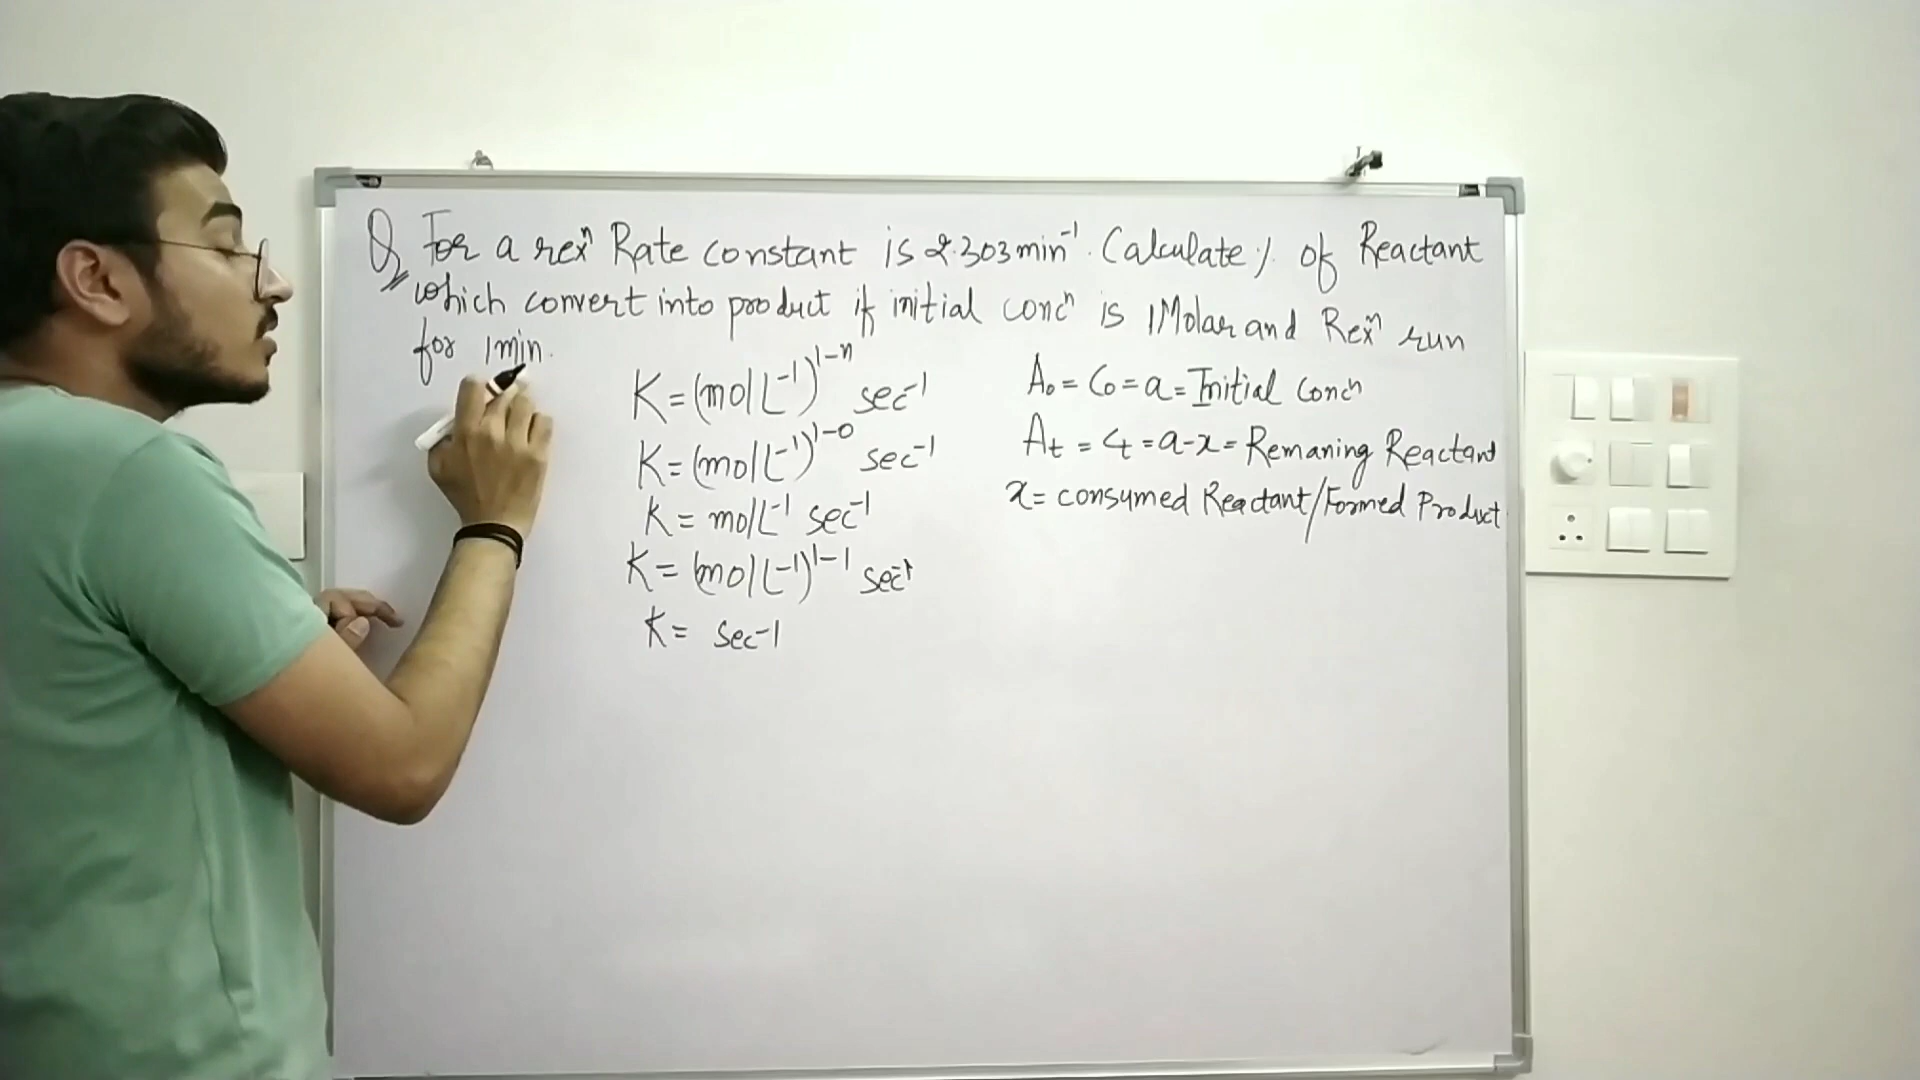 Q For a rexⁿ Rate constant is 2.303 min⁻¹. Calculate % of Reactant
which convert into product if initial concⁿ is 1Molar and Rexⁿ run
for 1min.
K = (mol L⁻¹)¹⁻ⁿ sec⁻¹
K = (mol L⁻¹)¹⁻⁰ sec⁻¹
K = mol L⁻¹ sec⁻¹
K = (mol L⁻¹)¹⁻¹ sec⁻¹
K = sec⁻¹
A₀ = C₀ = a = Initial Concⁿ
Aₜ = Cₜ = a-x = Remaning Reactant
x = consumed Reactant/Formed Product